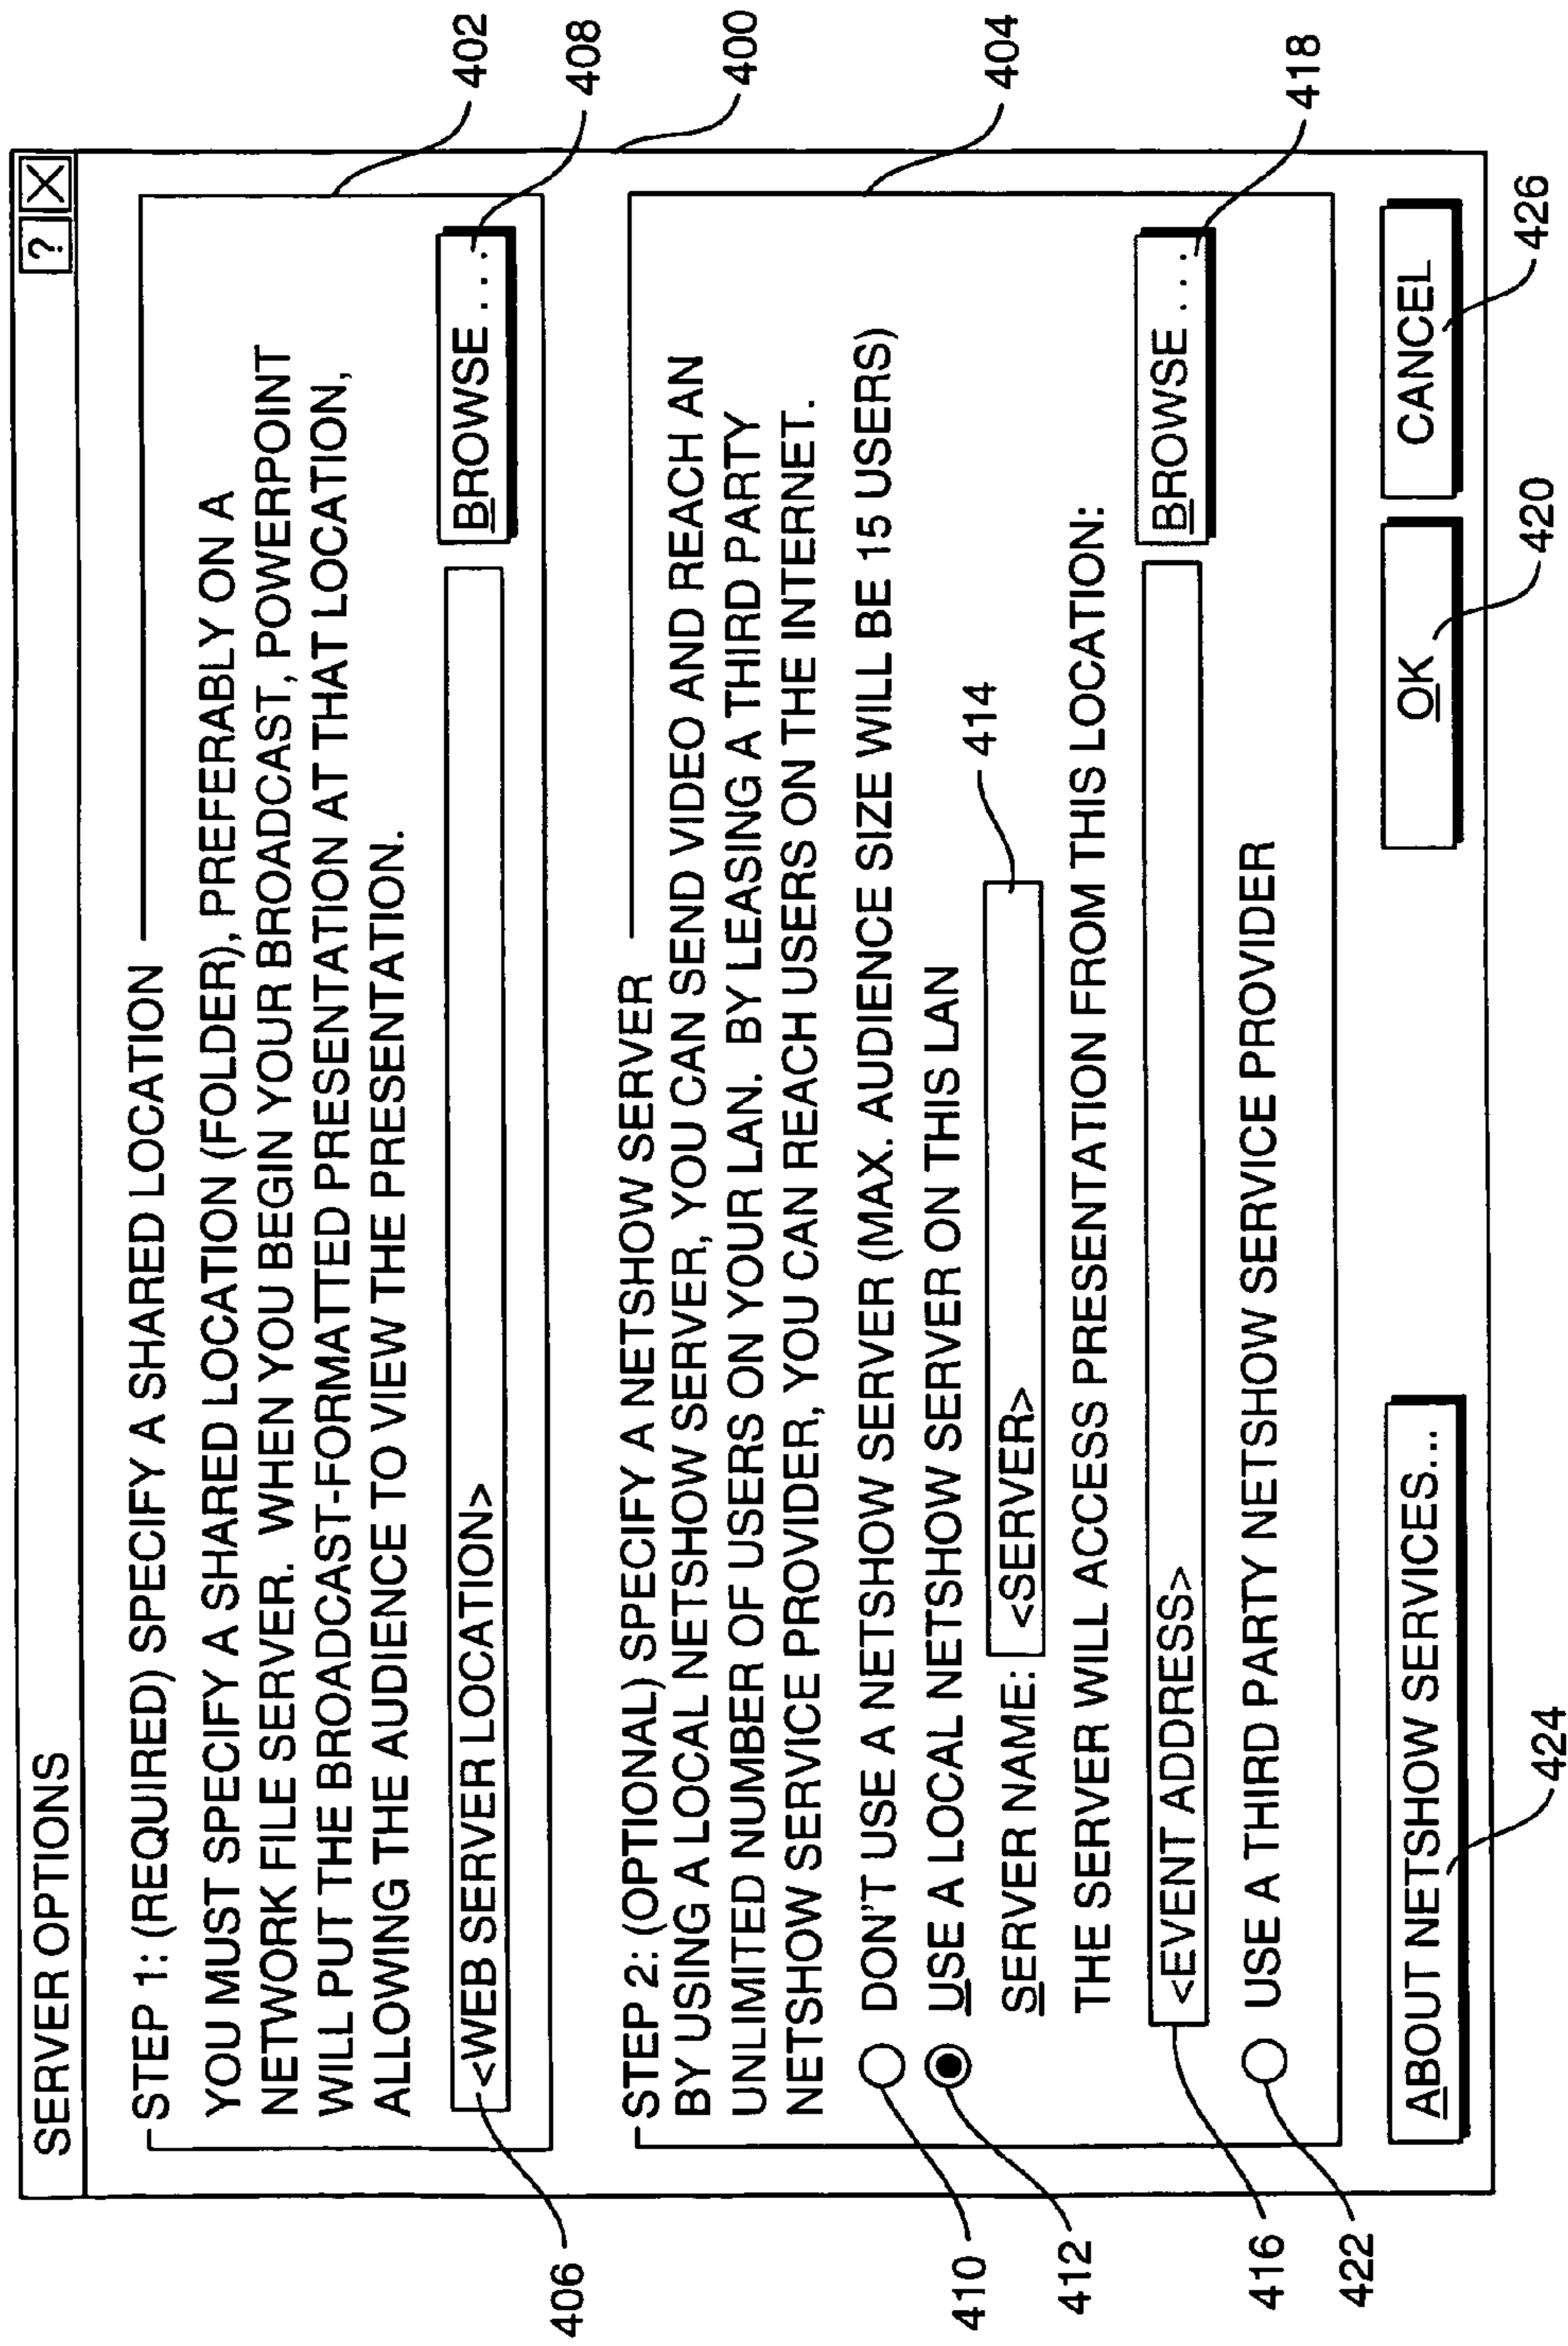 SERVER OPTIONS
? X
STEP 1: (REQUIRED) SPECIFY A SHARED LOCATION
YOU MUST SPECIFY A SHARED LOCATION (FOLDER), PREFERABLY ON A
NETWORK FILE SERVER. WHEN YOU BEGIN YOUR BROADCAST, POWERPOINT
WILL PUT THE BROADCAST-FORMATTED PRESENTATION AT THAT LOCATION,
ALLOWING THE AUDIENCE TO VIEW THE PRESENTATION.
<WEB SERVER LOCATION>
BROWSE ...
STEP 2: (OPTIONAL) SPECIFY A NETSHOW SERVER
BY USING A LOCAL NETSHOW SERVER, YOU CAN SEND VIDEO AND REACH AN
UNLIMITED NUMBER OF USERS ON YOUR LAN. BY LEASING A THIRD PARTY
NETSHOW SERVICE PROVIDER, YOU CAN REACH USERS ON THE INTERNET.
DON'T USE A NETSHOW SERVER (MAX. AUDIENCE SIZE WILL BE 15 USERS)
USE A LOCAL NETSHOW SERVER ON THIS LAN
SERVER NAME: <SERVER>
THE SERVER WILL ACCESS PRESENTATION FROM THIS LOCATION:
<EVENT ADDRESS>
BROWSE ...
USE A THIRD PARTY NETSHOW SERVICE PROVIDER
ABOUT NETSHOW SERVICES...
OK
CANCEL
402
408
400
404
418
426
420
414
406
410
412
416
422
424